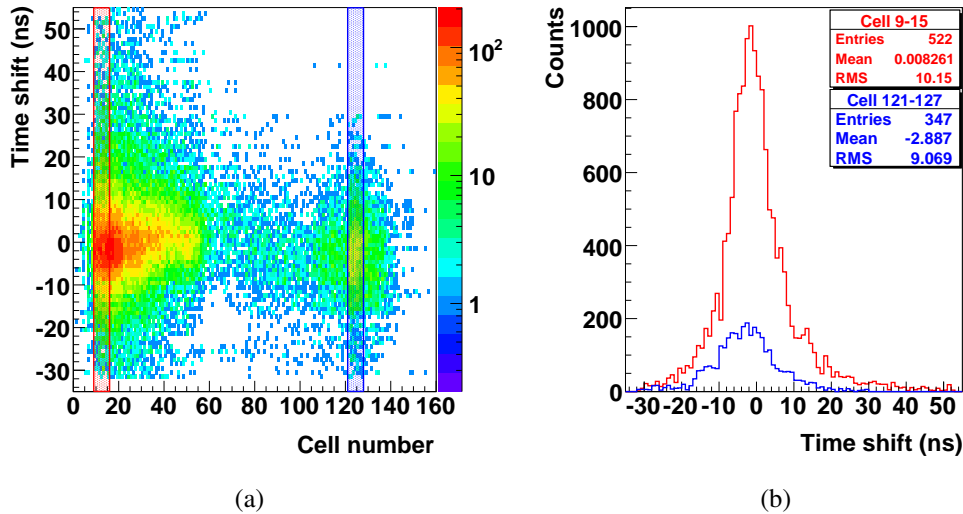 Time shift (ns)
50
40
30
20
10
0
-10
-20
-30
0 20 40 60 80 100 120 140 160
Cell number
10²
10
1
(a)
Counts
1000
800
600
400
200
0
-30 -20 -10 0 10 20 30 40 50
Time shift (ns)
Cell 9-15
Entries 522
Mean 0.008261
RMS 10.15
Cell 121-127
Entries 347
Mean -2.887
RMS 9.069
(b)